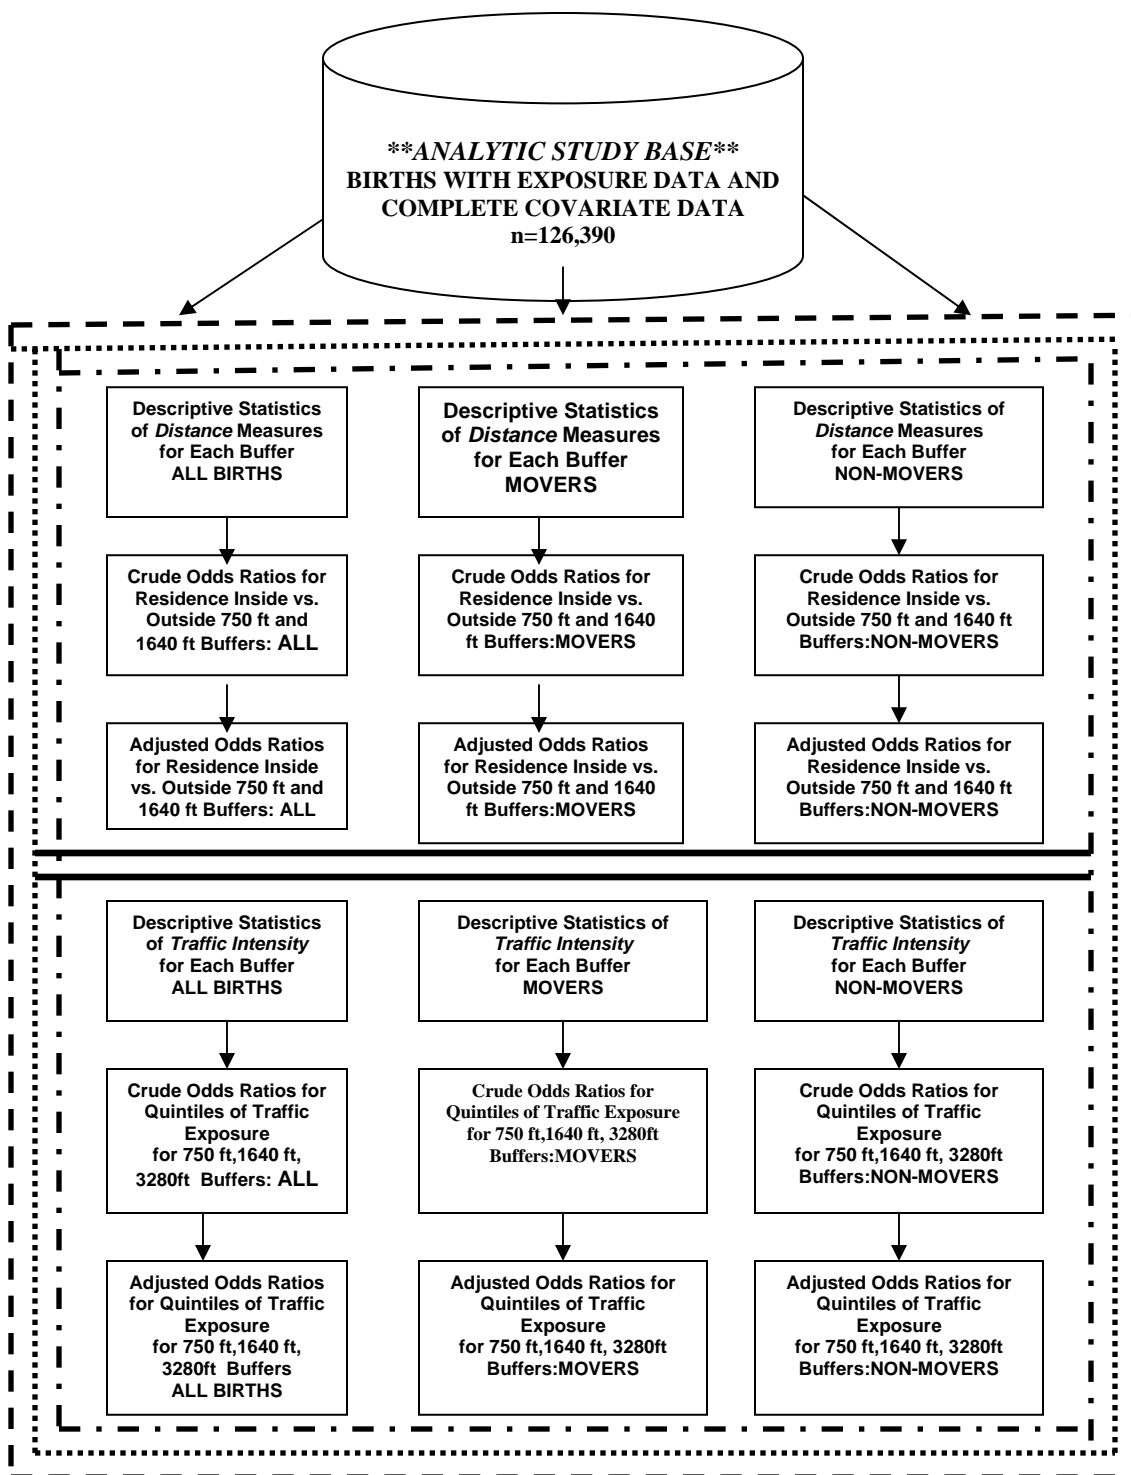 **ANALYTIC STUDY BASE**
BIRTHS WITH EXPOSURE DATA AND
COMPLETE COVARIATE DATA
n=126,390
Descriptive Statistics
of Distance Measures
for Each Buffer
ALL BIRTHS
Descriptive Statistics
of Distance Measures
for Each Buffer
MOVERS
Descriptive Statistics of
Distance Measures
for Each Buffer
NON-MOVERS
Crude Odds Ratios for
Residence Inside vs.
Outside 750 ft and
1640 ft Buffers: ALL
Crude Odds Ratios for
Residence Inside vs.
Outside 750 ft and 1640
ft Buffers:MOVERS
Crude Odds Ratios for
Residence Inside vs.
Outside 750 ft and 1640 ft
Buffers:NON-MOVERS
Adjusted Odds Ratios
for Residence Inside
vs. Outside 750 ft and
1640 ft Buffers: ALL
Adjusted Odds Ratios
for Residence Inside vs.
Outside 750 ft and 1640
ft Buffers:MOVERS
Adjusted Odds Ratios for
Residence Inside vs.
Outside 750 ft and 1640 ft
Buffers:NON-MOVERS
Descriptive Statistics
of Traffic Intensity
for Each Buffer
ALL BIRTHS
Descriptive Statistics of
Traffic Intensity
for Each Buffer
MOVERS
Descriptive Statistics of
Traffic Intensity
for Each Buffer
NON-MOVERS
Crude Odds Ratios for
Quintiles of Traffic
Exposure
for 750 ft,1640 ft,
3280ft Buffers: ALL
Crude Odds Ratios for
Quintiles of Traffic Exposure
for 750 ft,1640 ft, 3280ft
Buffers:MOVERS
Crude Odds Ratios for
Quintiles of Traffic
Exposure
for 750 ft,1640 ft, 3280ft
Buffers:NON-MOVERS
Adjusted Odds Ratios
for Quintiles of Traffic
Exposure
for 750 ft,1640 ft,
3280ft Buffers
ALL BIRTHS
Adjusted Odds Ratios for
Quintiles of Traffic
Exposure
for 750 ft,1640 ft, 3280ft
Buffers:MOVERS
Adjusted Odds Ratios for
Quintiles of Traffic
Exposure
for 750 ft,1640 ft, 3280ft
Buffers:NON-MOVERS